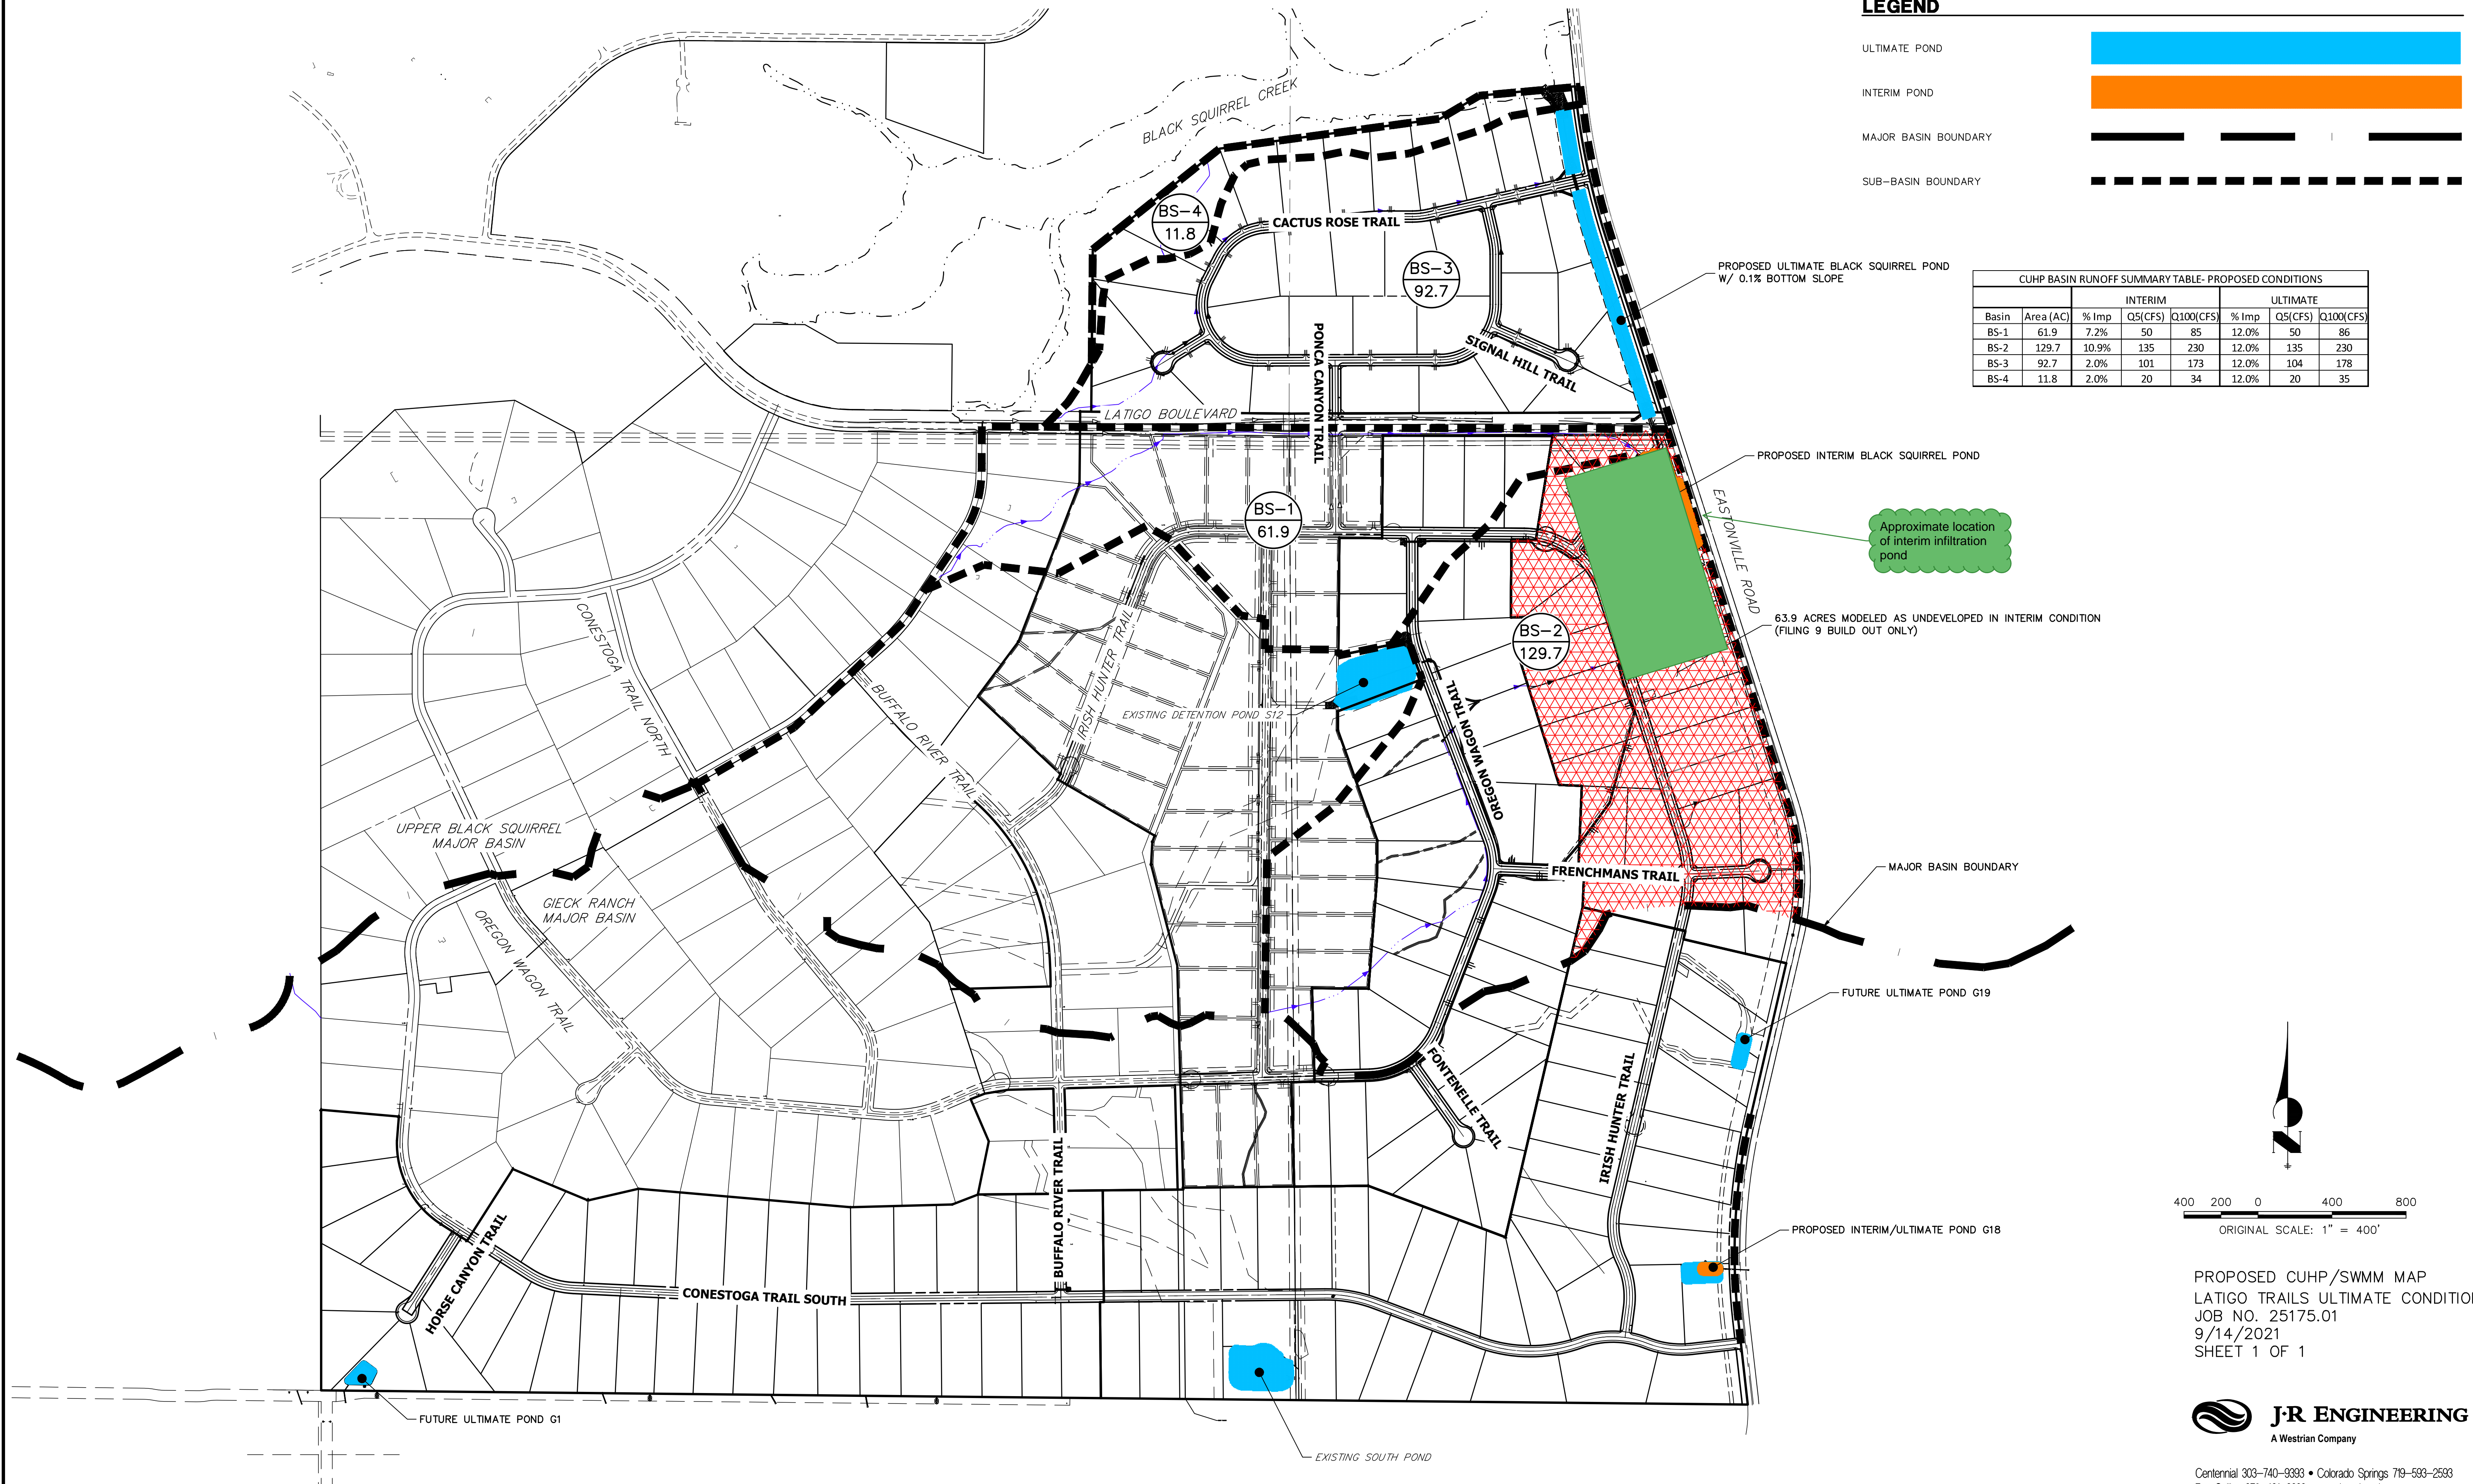 LEGEND
ULTIMATE POND
INTERIM POND
MAJOR BASIN BOUNDARY
SUB-BASIN BOUNDARY
BLACK SQUIRREL CREEK
BS-4
11.8
CACTUS ROSE TRAIL
BS-3
92.7
PROPOSED ULTIMATE BLACK SQUIRREL POND
W/ 0.1% BOTTOM SLOPE
CUHP BASIN RUNOFF SUMMARY TABLE- PROPOSED CONDITIONS
INTERIM ULTIMATE
Basin Area (AC) % Imp Q5(CFS) Q100(CFS) % Imp Q5(CFS) Q100(CFS)
BS-1 61.9 7.2% 50 85 12.0% 50 86
BS-2 129.7 10.9% 135 230 12.0% 135 230
BS-3 92.7 2.0% 101 173 12.0% 104 178
BS-4 11.8 2.0% 20 34 12.0% 20 35
PONCA CANYON TRAIL
SIGNAL HILL TRAIL
LATIGO BOULEVARD
PROPOSED INTERIM BLACK SQUIRREL POND
EASTONVILLE ROAD
BS-1
61.9
Approximate location
of interim infiltration
pond
63.9 ACRES MODELED AS UNDEVELOPED IN INTERIM CONDITION
(FILING 9 BUILD OUT ONLY)
BS-2
129.7
CONESTOGA TRAIL NORTH
BUFFALO RIVER TRAIL
IRISH HUNTER TRAIL
EXISTING DETENTION POND S12
OREGON WAGON TRAIL
UPPER BLACK SQUIRREL
MAJOR BASIN
GIECK RANCH
MAJOR BASIN
OREGON WAGON TRAIL
FRENCHMANS TRAIL
MAJOR BASIN BOUNDARY
FUTURE ULTIMATE POND G19
FONTENELLE TRAIL
IRISH HUNTER TRAIL
BUFFALO RIVER TRAIL
HORSE CANYON TRAIL
CONESTOGA TRAIL SOUTH
PROPOSED INTERIM/ULTIMATE POND G18
FUTURE ULTIMATE POND G1
EXISTING SOUTH POND
N
400 200 0 400 800
ORIGINAL SCALE: 1" = 400'
PROPOSED CUHP/SWMM MAP
LATIGO TRAILS ULTIMATE CONDITION
JOB NO. 25175.01
9/14/2021
SHEET 1 OF 1
J·R ENGINEERING
A Westrian Company
Centennial 303-740-9393 • Colorado Springs 719-593-2593